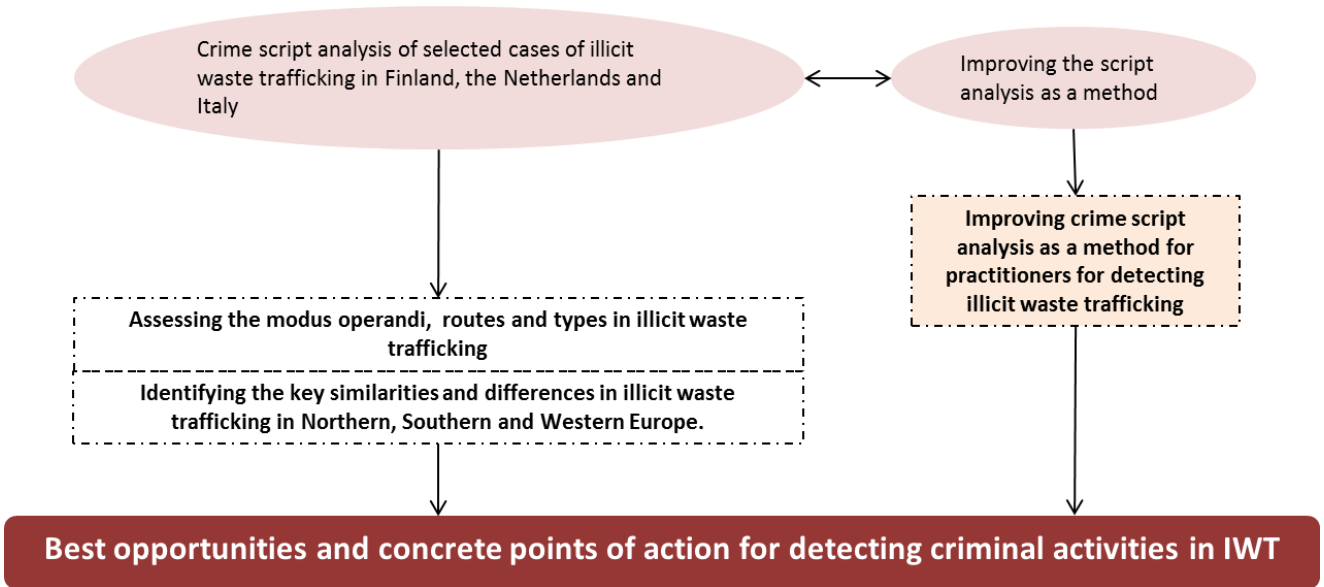 Crime script analysis of selected cases of illicit
waste trafficking in Finland, the Netherlands and
Italy
Improving the script
analysis as a method
Improving crime script
analysis as a method for
practitioners for detecting
illicit waste trafficking
Assessing the modus operandi, routes and types in illicit waste
trafficking
Identifying the key similarities and differences in illicit waste
trafficking in Northern, Southern and Western Europe.
Best opportunities and concrete points of action for detecting criminal activities in IWT